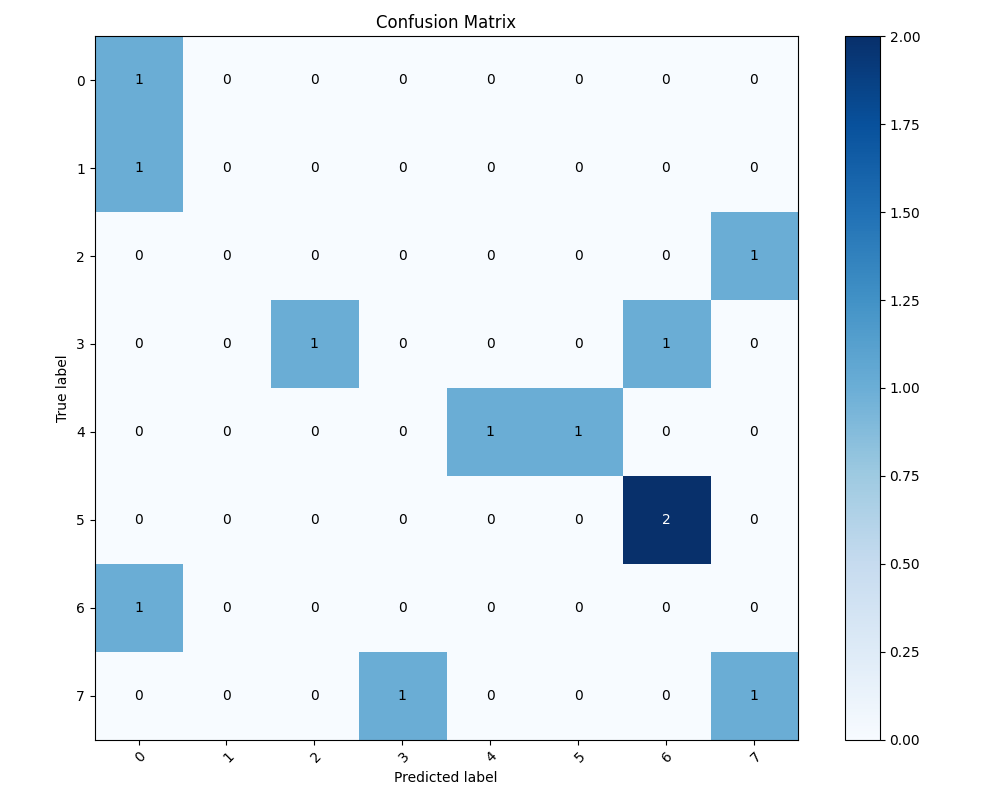 Confusion Matrix
0 1 0 0 0 0 0 0 0
1 1 0 0 0 0 0 0 0
2 0 0 0 0 0 0 0 1
3 0 0 1 0 0 0 1 0
4 0 0 0 0 1 1 0 0
5 0 0 0 0 0 0 2 0
6 1 0 0 0 0 0 0 0
7 0 0 0 1 0 0 0 1
0 1 2 3 4 5 6 7
True label
Predicted label
2.00
1.75
1.50
1.25
1.00
0.75
0.50
0.25
0.00